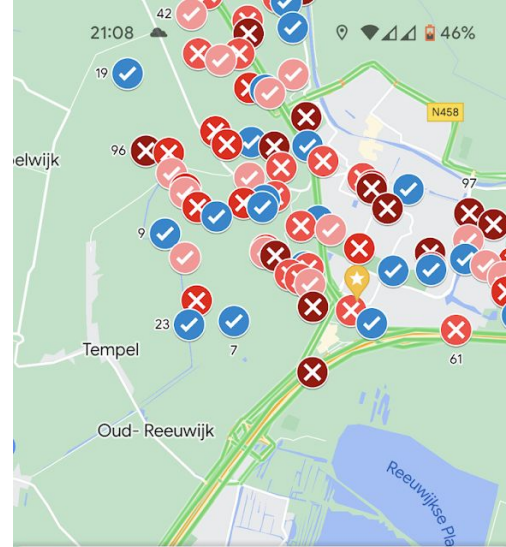 42
21:08
46%
19
N458
96
elwijk
97
9
23
7
61
Tempel
Oud- Reeuwijk
Reeuwijkse Pla